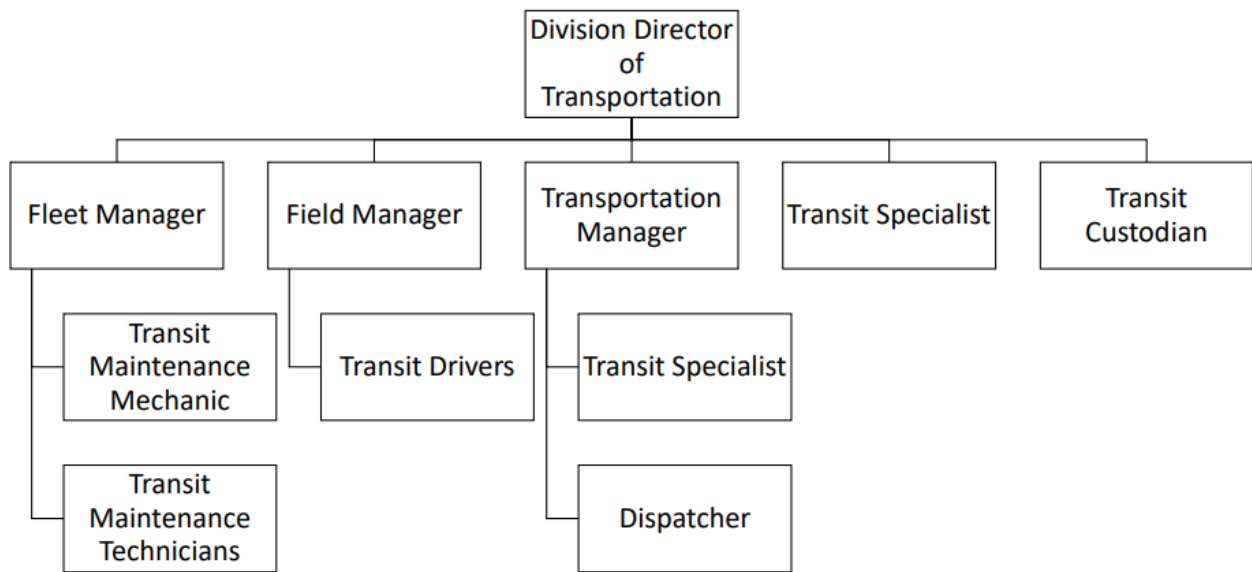 Division Director
of
Transportation
Fleet Manager
Field Manager
Transportation
Manager
Transit Specialist
Transit
Custodian
Transit
Maintenance
Mechanic
Transit Drivers
Transit Specialist
Transit
Maintenance
Technicians
Dispatcher